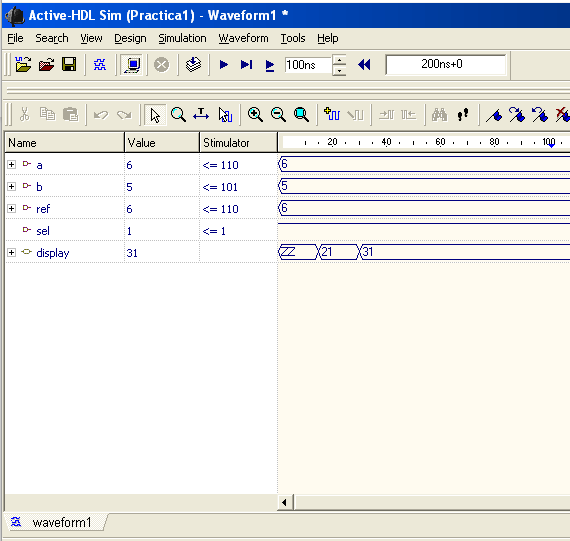 Active-HDL Sim (Practica1) - Waveform1 *
File Search View Design Simulation Waveform Tools Help
100ns 200ns+0
Name Value Stimulator 20 40 60 80 100
a 6 <= 110 6
b 5 <= 101 5
ref 6 <= 110 6
sel 1 <= 1
display 31 ZZ 21 31
waveform1